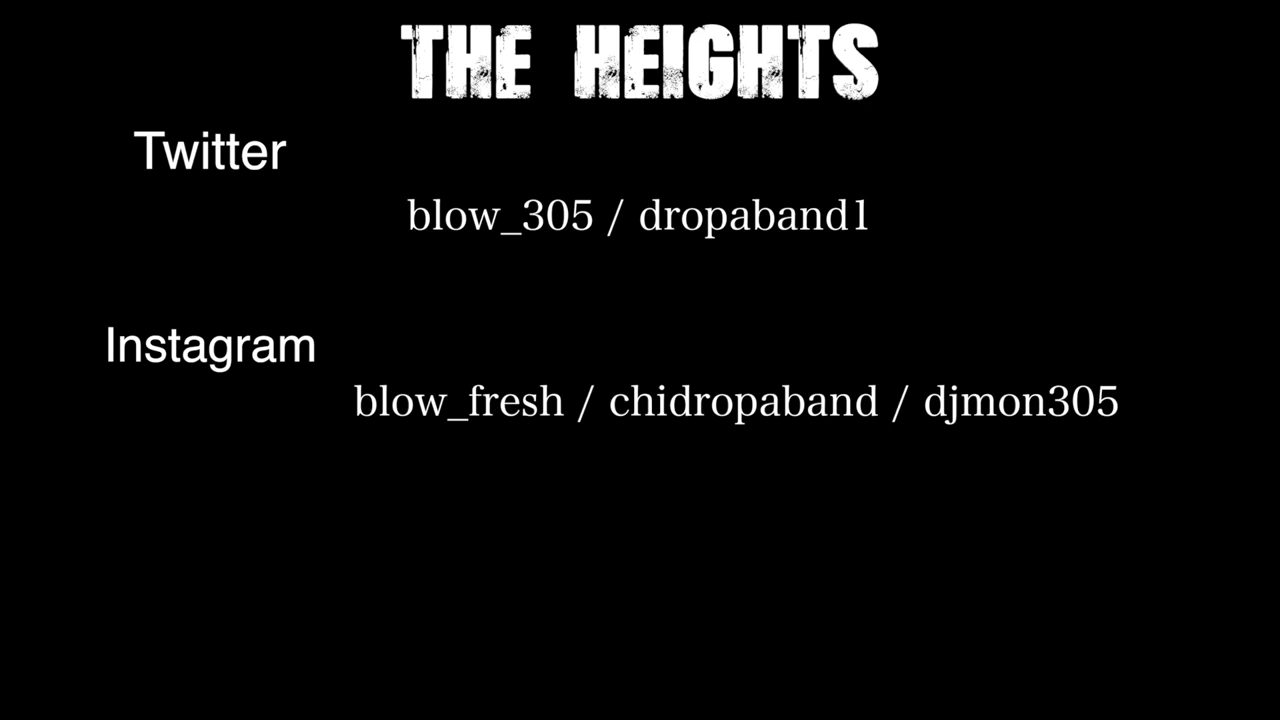 THE HEIGHTS
Twitter
blow_305 / dropaband1
Instagram
blow_fresh / chidropaband / djmon305